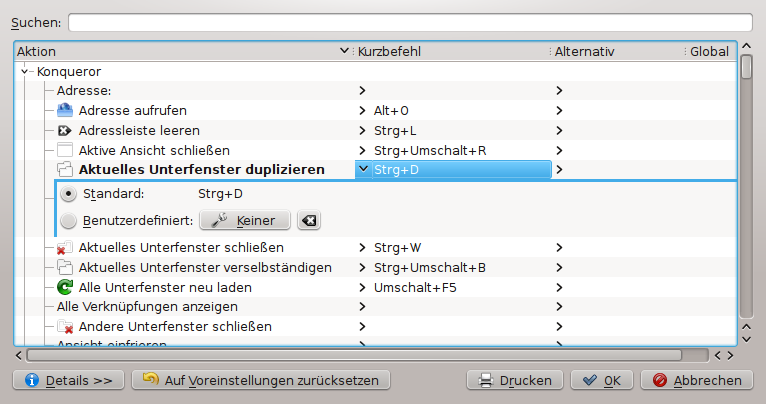 Suchen:
Aktion Kurzbefehl Alternativ Global
Konqueror
Adresse:
Adresse aufrufen Alt+O
Adressleiste leeren Strg+L
Aktive Ansicht schließen Strg+Umschalt+R
Aktuelles Unterfenster duplizieren Strg+D
Standard: Strg+D
Benutzerdefiniert: Keiner
Aktuelles Unterfenster schließen Strg+W
Aktuelles Unterfenster verselbständigen Strg+Umschalt+B
Alle Unterfenster neu laden Umschalt+F5
Alle Verknüpfungen anzeigen
Andere Unterfenster schließen
Ansicht einfrieren
Details >> Auf Voreinstellungen zurücksetzen Drucken OK Abbrechen